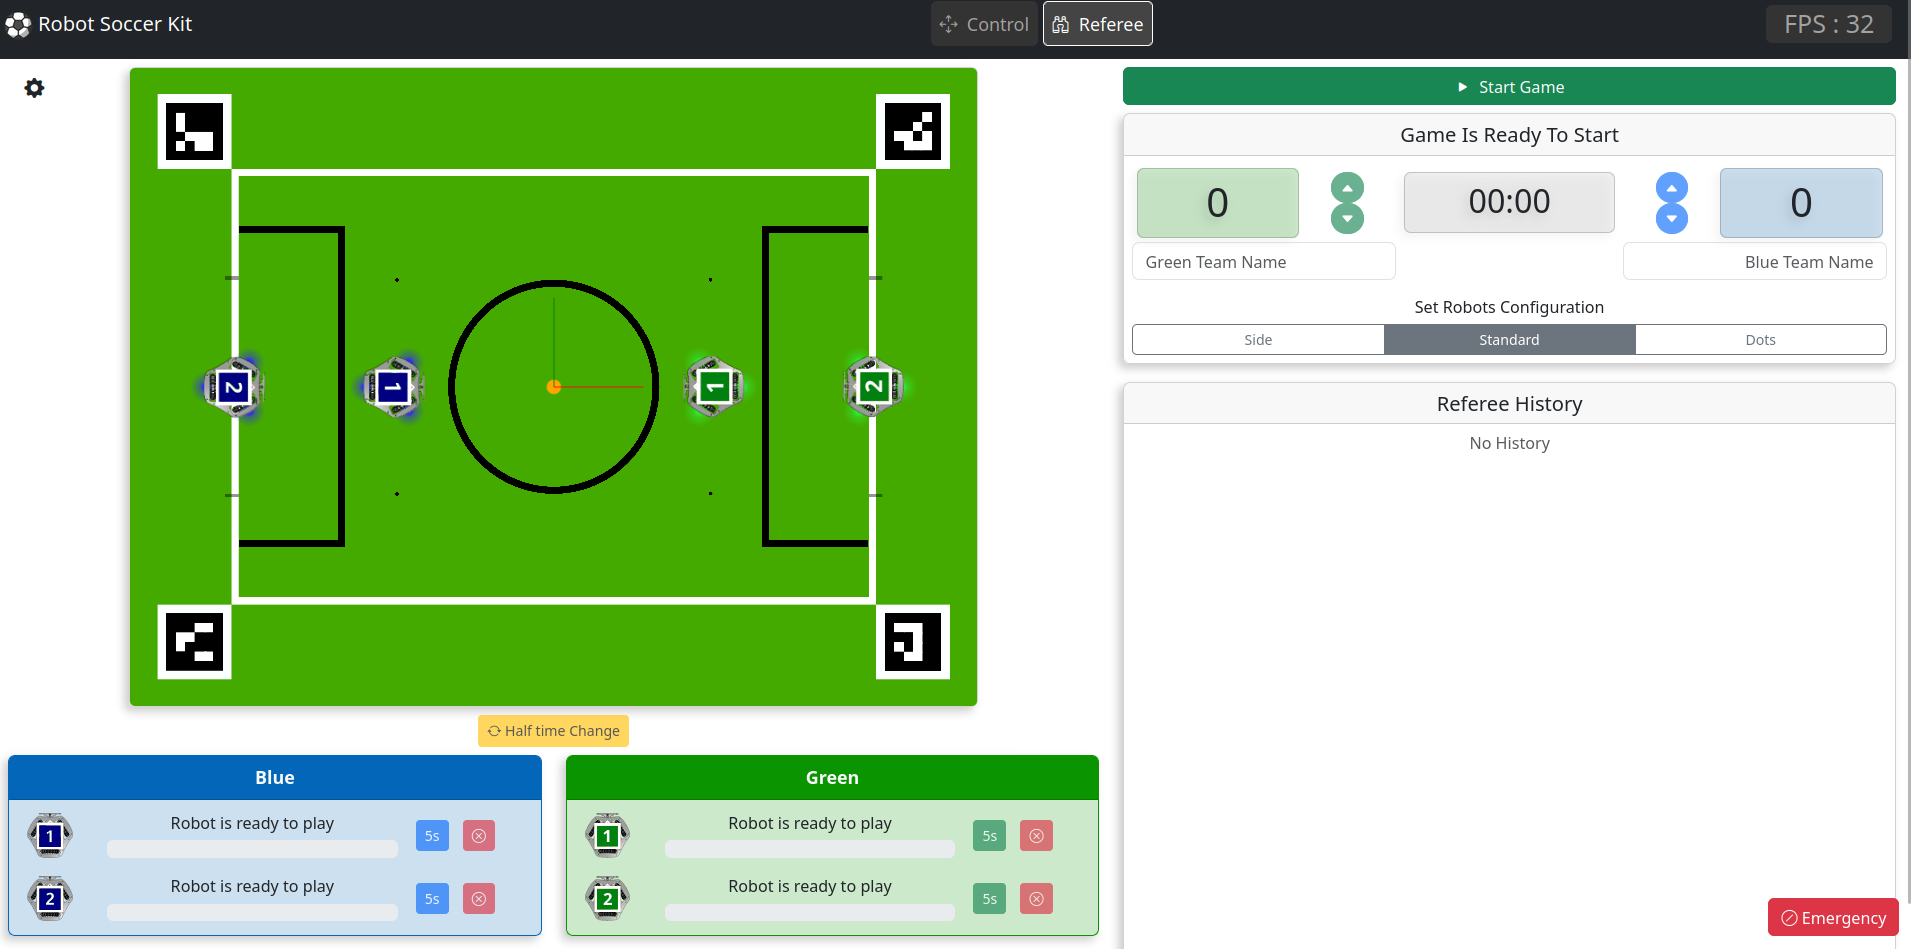 Robot Soccer Kit
Control
Referee
FPS : 32
Start Game
Game Is Ready To Start
0
00:00
0
Green Team Name
Blue Team Name
Set Robots Configuration
Side
Standard
Dots
Referee History
No History
2
1
1
2
Half time Change
Blue
1
Robot is ready to play
5s
2
Robot is ready to play
5s
Green
1
Robot is ready to play
5s
2
Robot is ready to play
5s
Emergency